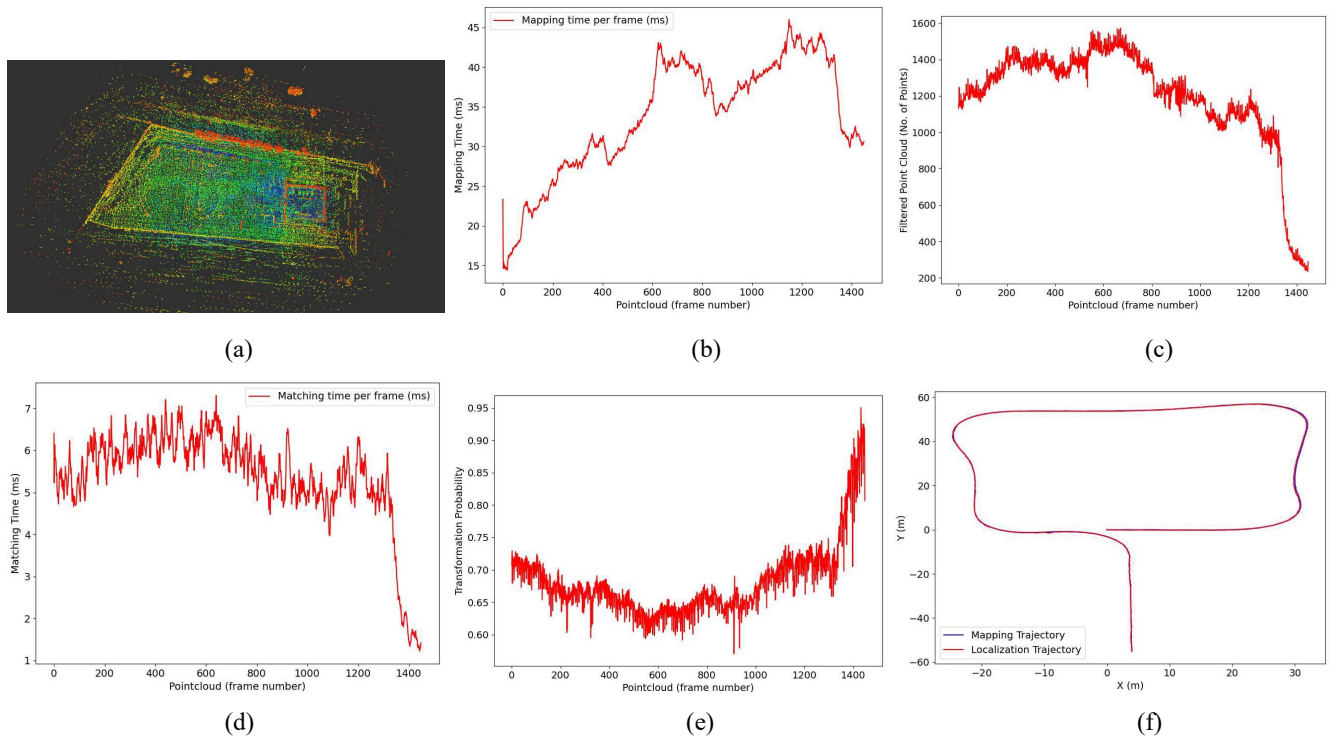 Mapping time per frame (ms)
Mapping Time (ms)
45
40
35
30
25
20
15
0 200 400 600 800 1000 1200 1400
Pointcloud (frame number)
Filtered Point Cloud (No. of Points)
1600
1400
1200
1000
800
600
400
200
0 200 400 600 800 1000 1200 1400
Pointcloud (frame number)
(a)
(b)
(c)
Matching time per frame (ms)
Matching Time (ms)
7
6
5
4
3
2
1
0 200 400 600 800 1000 1200 1400
Pointcloud (frame number)
Transformation Probability
0.95
0.90
0.85
0.80
0.75
0.70
0.65
0.60
0 200 400 600 800 1000 1200 1400
Pointcloud (frame number)
Y (m)
60
40
20
0
−20
−40
−60
Mapping Trajectory
Localization Trajectory
−20 −10 0 10 20 30
X (m)
(d)
(e)
(f)